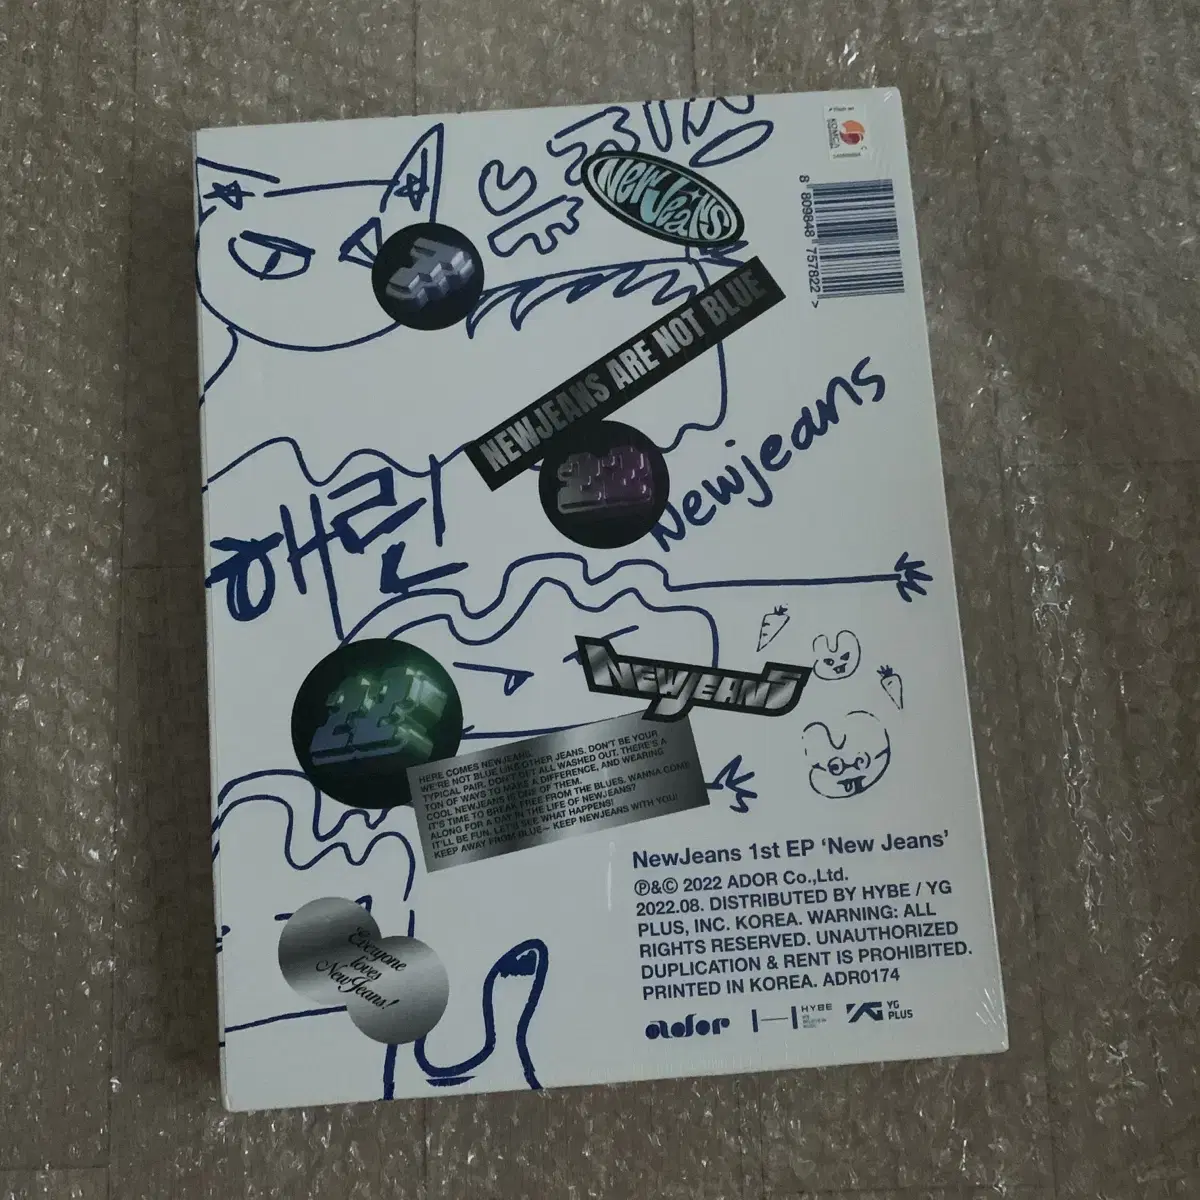 뉴진스
NewJeans
KOMCA
8 809848 757822 >
NEWJEANS ARE NOT BLUE
Newjeans
해린
22
NEWJEANS
HERE COMES NEWJEANS.
WE'RE NOT BLUE LIKE OTHER JEANS. DON'T BE YOUR
TYPICAL PAIR. DON'T GET ALL WASHED OUT. THERE'S A
TON OF WAYS TO MAKE A DIFFERENCE, AND WEARING
COOL NEWJEANS IS ONE OF THEM.
IT'S TIME TO BREAK FREE FROM THE BLUES. WANNA COME
ALONG FOR A DAY IN THE LIFE OF NEWJEANS?
IT'LL BE FUN. LET'S SEE WHAT HAPPENS!
KEEP AWAY FROM BLUE~ KEEP NEWJEANS WITH YOU!
NewJeans 1st EP ‘New Jeans’
℗&© 2022 ADOR Co.,Ltd.
2022.08. DISTRIBUTED BY HYBE / YG
PLUS, INC. KOREA. WARNING: ALL
RIGHTS RESERVED. UNAUTHORIZED
DUPLICATION & RENT IS PROHIBITED.
PRINTED IN KOREA. ADR0174
Everyone
loves
NewJeans!
ador
HYBE
YG
PLUS